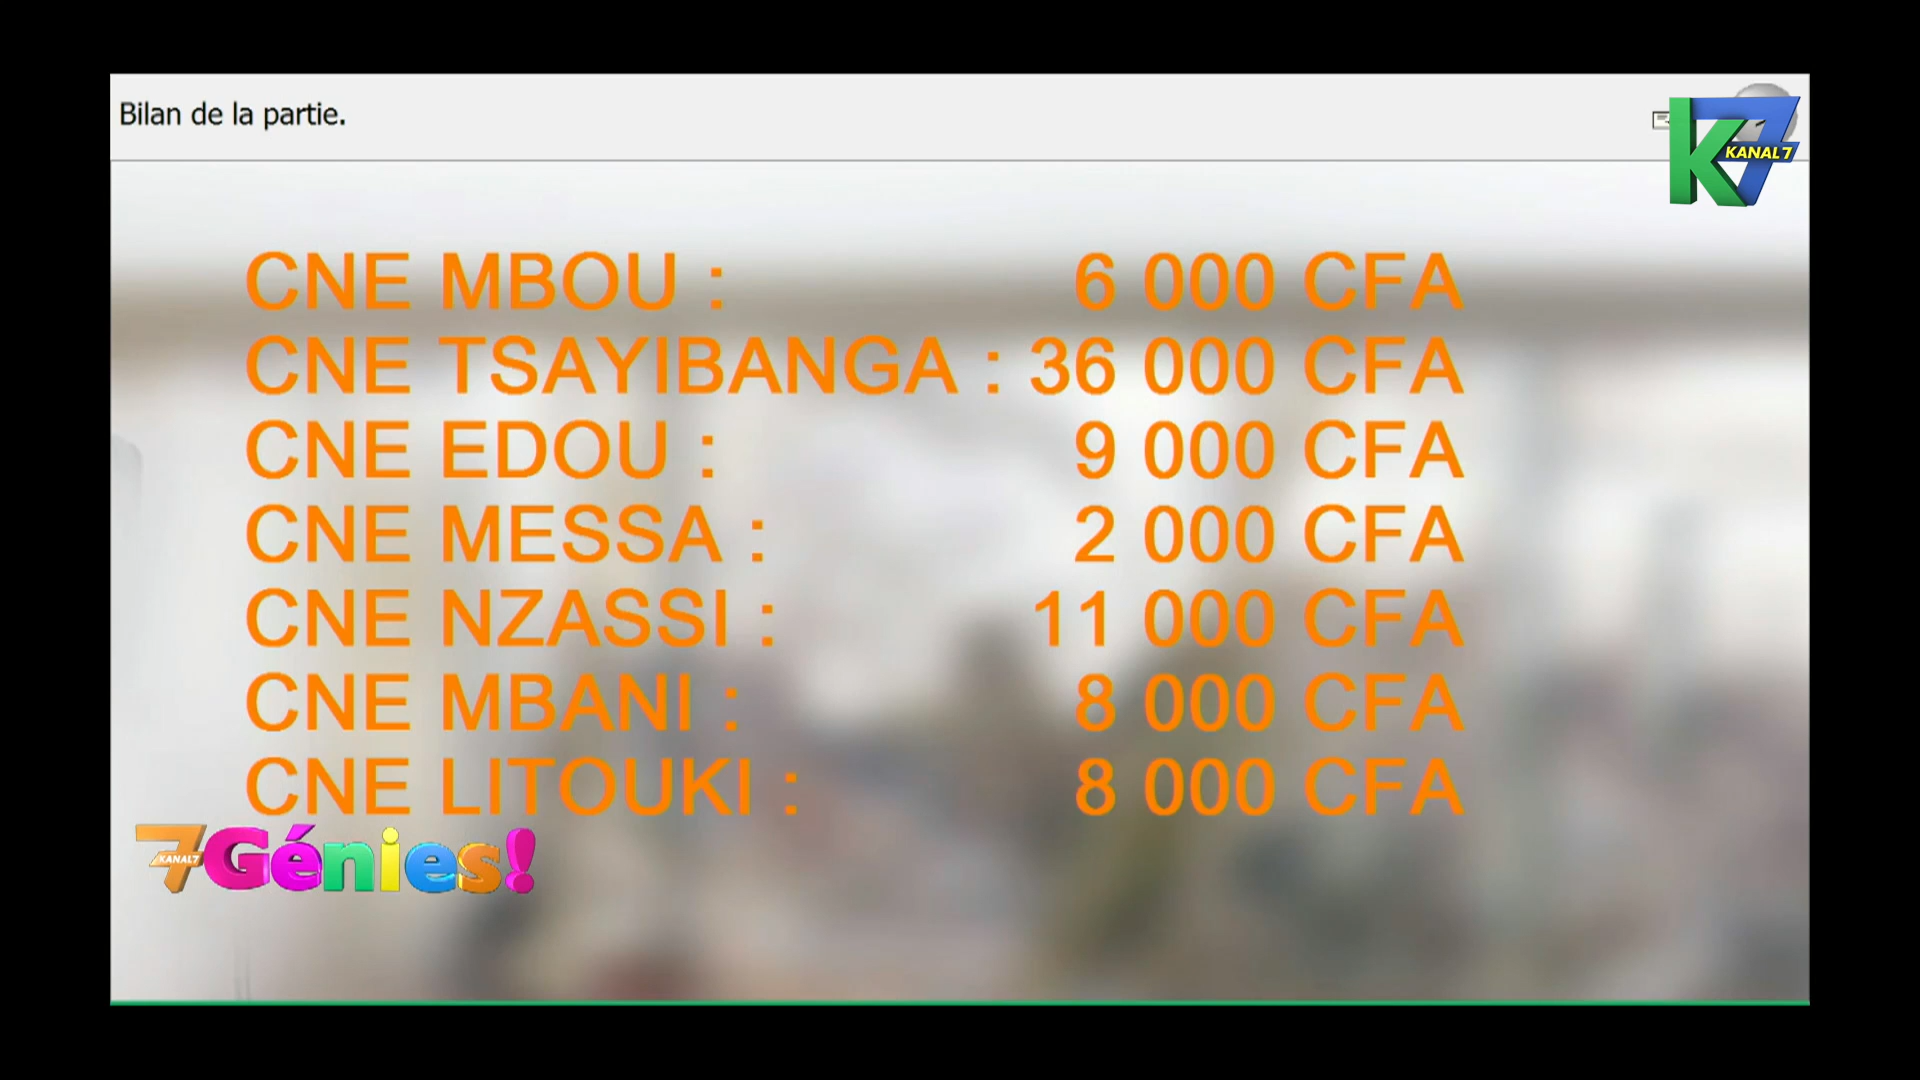 Bilan de la partie.
K7
KANAL7
CNE MBOU : 6 000 CFA
CNE TSAYIBANGA : 36 000 CFA
CNE EDOU : 9 000 CFA
CNE MESSA : 2 000 CFA
CNE NZASSI : 11 000 CFA
CNE MBANI : 8 000 CFA
CNE LITOUKI : 8 000 CFA
7 KANAL7 Génies!